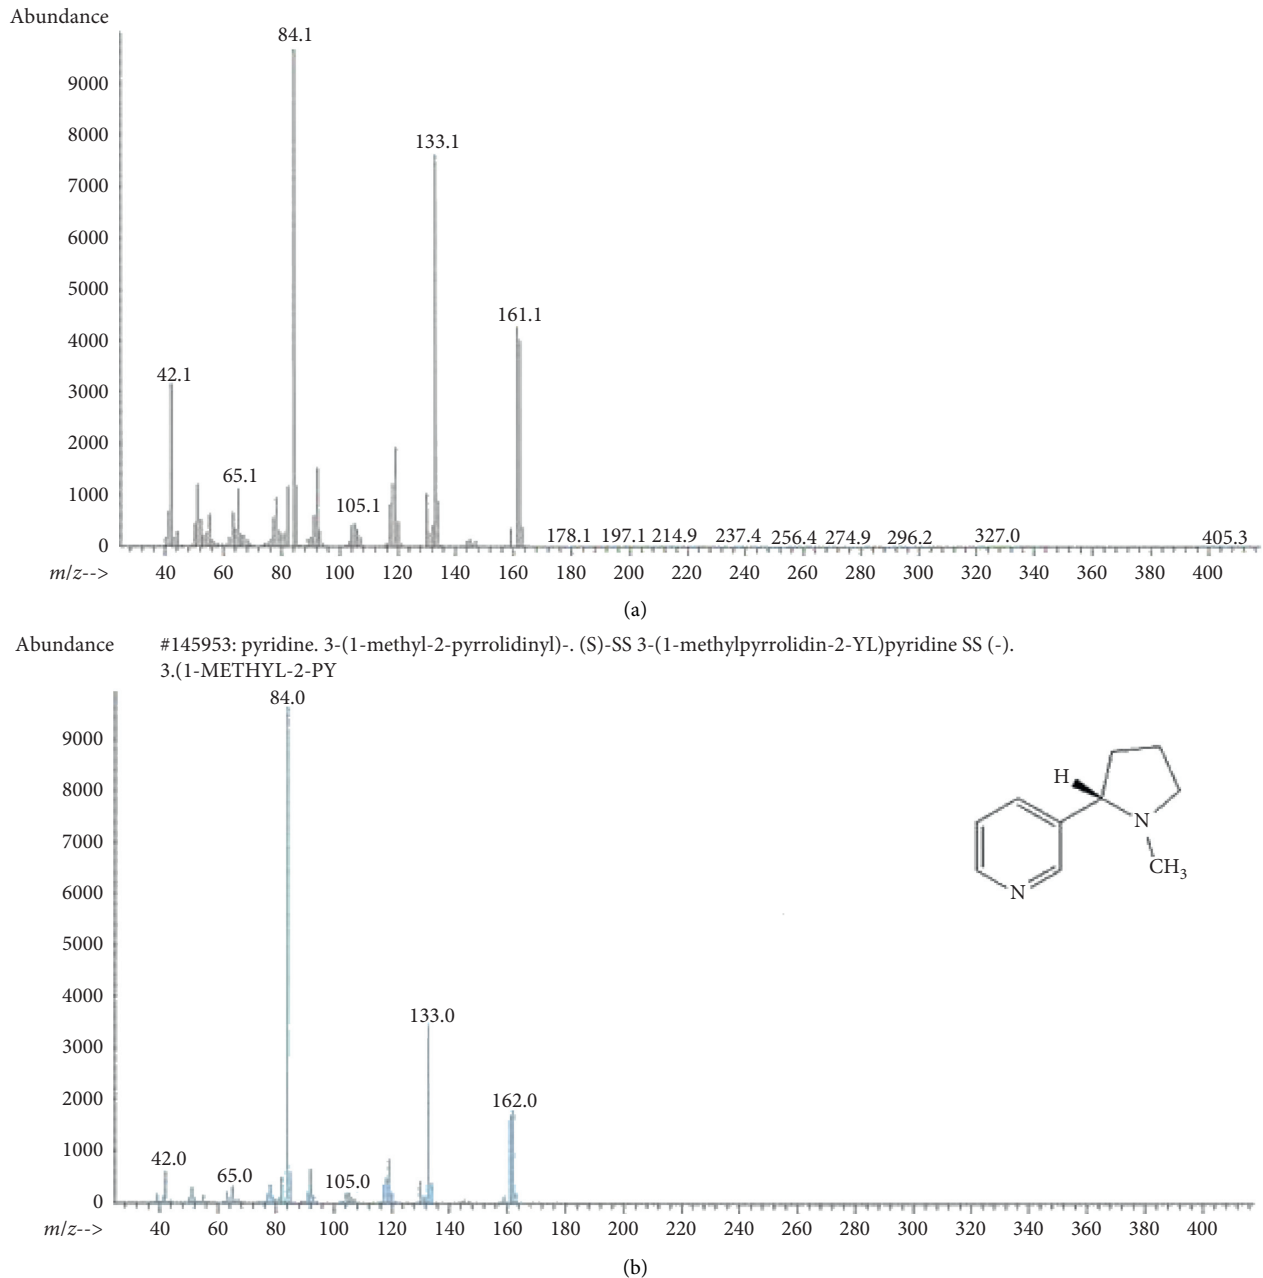 Abundance
84.1
9000
8000
133.1
7000
6000
5000
161.1
4000
42.1
3000
2000
65.1
1000
105.1
0
178.1 197.1 214.9 237.4 256.4 274.9 296.2 327.0 405.3
m/z--> 40 60 80 100 120 140 160 180 200 220 240 260 280 300 320 340 360 380 400
(a)
Abundance #145953: pyridine. 3-(1-methyl-2-pyrrolidinyl)-. (S)-SS 3-(1-methylpyrrolidin-2-YL)pyridine SS (-).
3.(1-METHYL-2-PY
84.0
9000
8000
H
7000
N
CH3
6000
N
5000
4000
133.0
3000
2000
162.0
1000
42.0
65.0
105.0
0
m/z--> 40 60 80 100 120 140 160 180 200 220 240 260 280 300 320 340 360 380 400
(b)